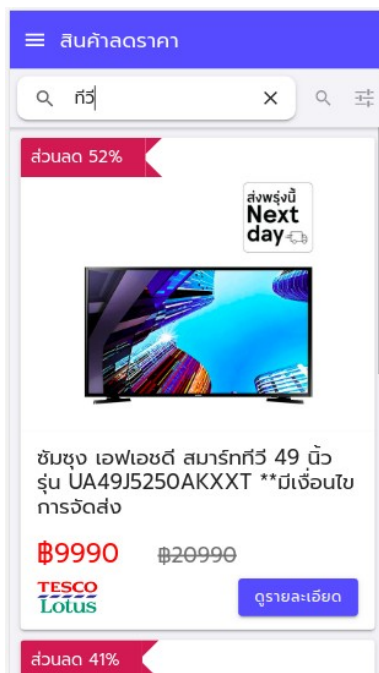 สินค้าลดราคา
ทีวี
ส่วนลด 52%
ส่งพรุ่งนี้
Next
day
ซัมซุง เอฟเอชดี สมาร์ททีวี 49 นิ้ว
รุ่น UA49J5250AKXXT **มีเงื่อนไข
การจัดส่ง
฿9990 ฿20990
TESCO
Lotus
ดูรายละเอียด
ส่วนลด 41%